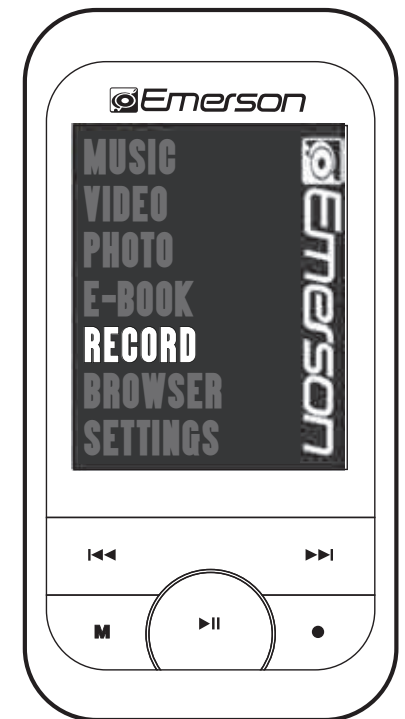 Emerson
MUSIC
VIDEO
PHOTO
E-BOOK
RECORD
BROWSER
SETTINGS
Emerson
M